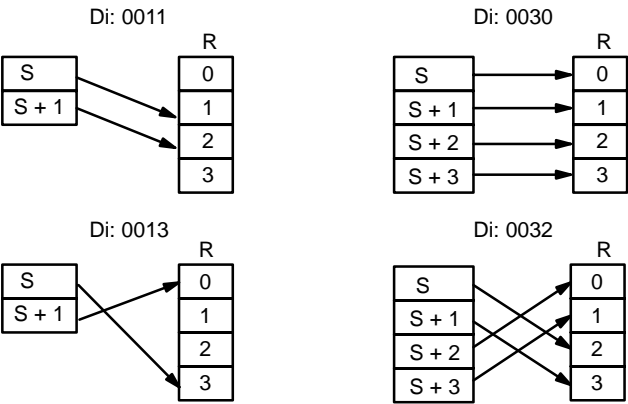 Di: 0011
R
S
S + 1
0
1
2
3
Di: 0030
R
S
S + 1
S + 2
S + 3
0
1
2
3
Di: 0013
R
S
S + 1
0
1
2
3
Di: 0032
R
S
S + 1
S + 2
S + 3
0
1
2
3